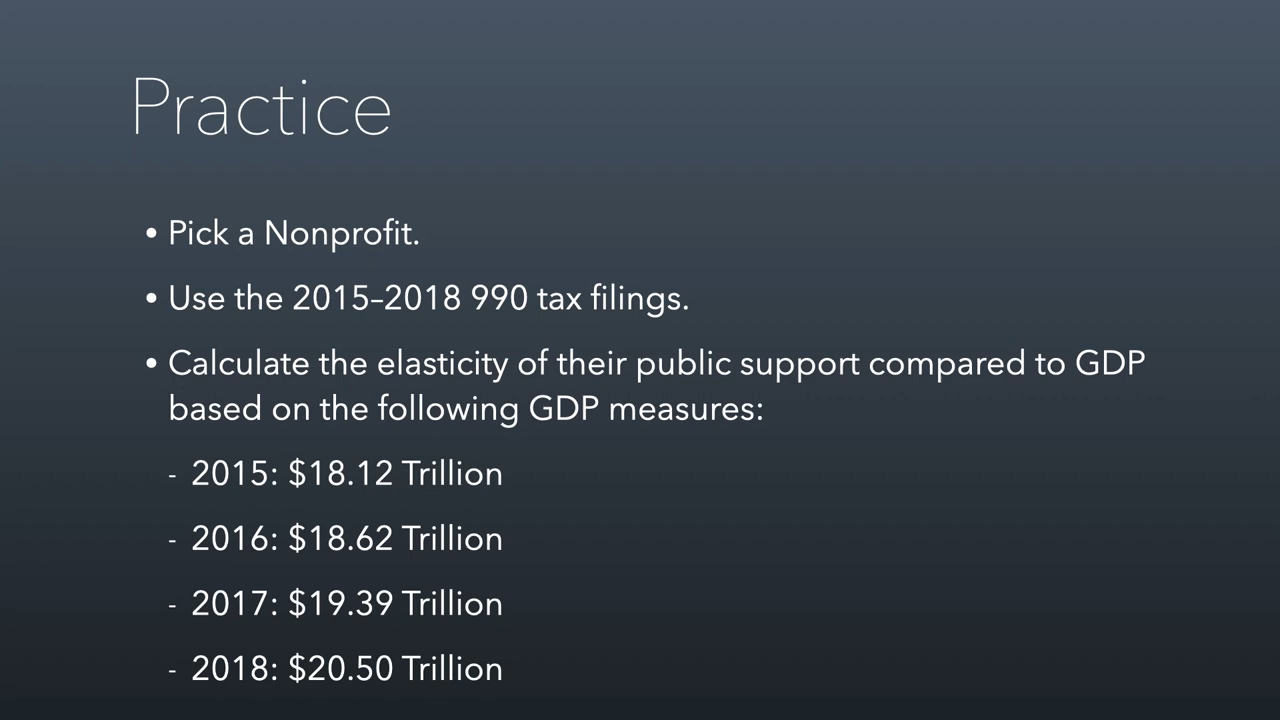 Practice
• Pick a Nonprofit.
• Use the 2015–2018 990 tax filings.
• Calculate the elasticity of their public support compared to GDP
based on the following GDP measures:
- 2015: $18.12 Trillion
- 2016: $18.62 Trillion
- 2017: $19.39 Trillion
- 2018: $20.50 Trillion